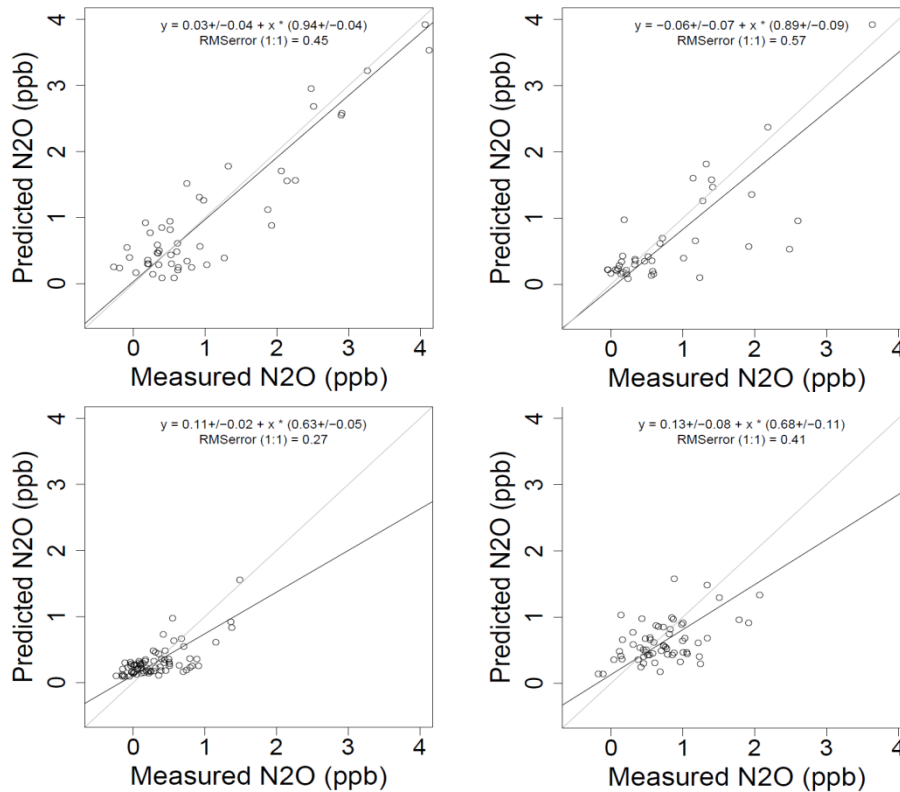 y = 0.03+/−0.04 + x * (0.94+/−0.04)
RMSerror (1:1) = 0.45
Predicted N2O (ppb)
4
3
2
1
0
0 1 2 3 4
Measured N2O (ppb)
y = −0.06+/−0.07 + x * (0.89+/−0.09)
RMSerror (1:1) = 0.57
Predicted N2O (ppb)
4
3
2
1
0
0 1 2 3 4
Measured N2O (ppb)
y = 0.11+/−0.02 + x * (0.63+/−0.05)
RMSerror (1:1) = 0.27
Predicted N2O (ppb)
4
3
2
1
0
0 1 2 3 4
Measured N2O (ppb)
y = 0.13+/−0.08 + x * (0.68+/−0.11)
RMSerror (1:1) = 0.41
Predicted N2O (ppb)
4
3
2
1
0
0 1 2 3 4
Measured N2O (ppb)